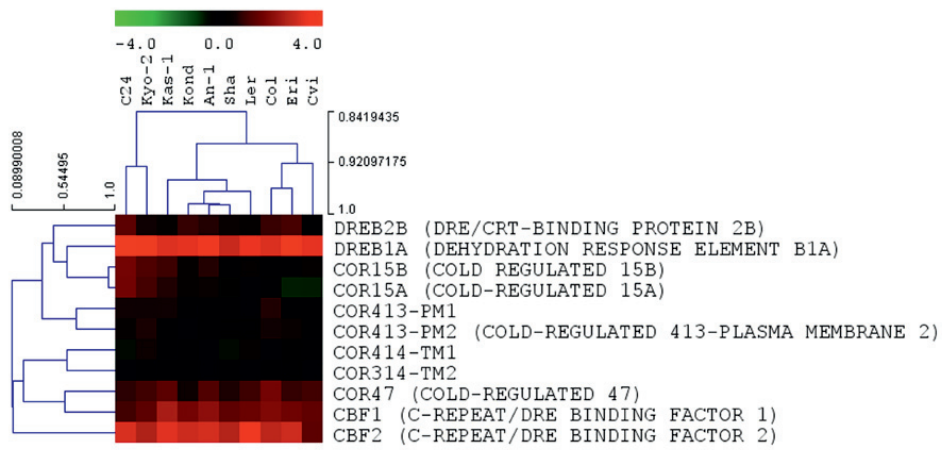 -4.0 0.0 4.0
C24 Kyo-2 Kas-1 Kond An-1 Sha Ler Col Eri Cvi
0.8419435
0.92097175
1.0
0.08990008 0.54495 1.0
DREB2B (DRE/CRT-BINDING PROTEIN 2B)
DREB1A (DEHYDRATION RESPONSE ELEMENT B1A)
COR15B (COLD REGULATED 15B)
COR15A (COLD-REGULATED 15A)
COR413-PM1
COR413-PM2 (COLD-REGULATED 413-PLASMA MEMBRANE 2)
COR414-TM1
COR314-TM2
COR47 (COLD-REGULATED 47)
CBF1 (C-REPEAT/DRE BINDING FACTOR 1)
CBF2 (C-REPEAT/DRE BINDING FACTOR 2)